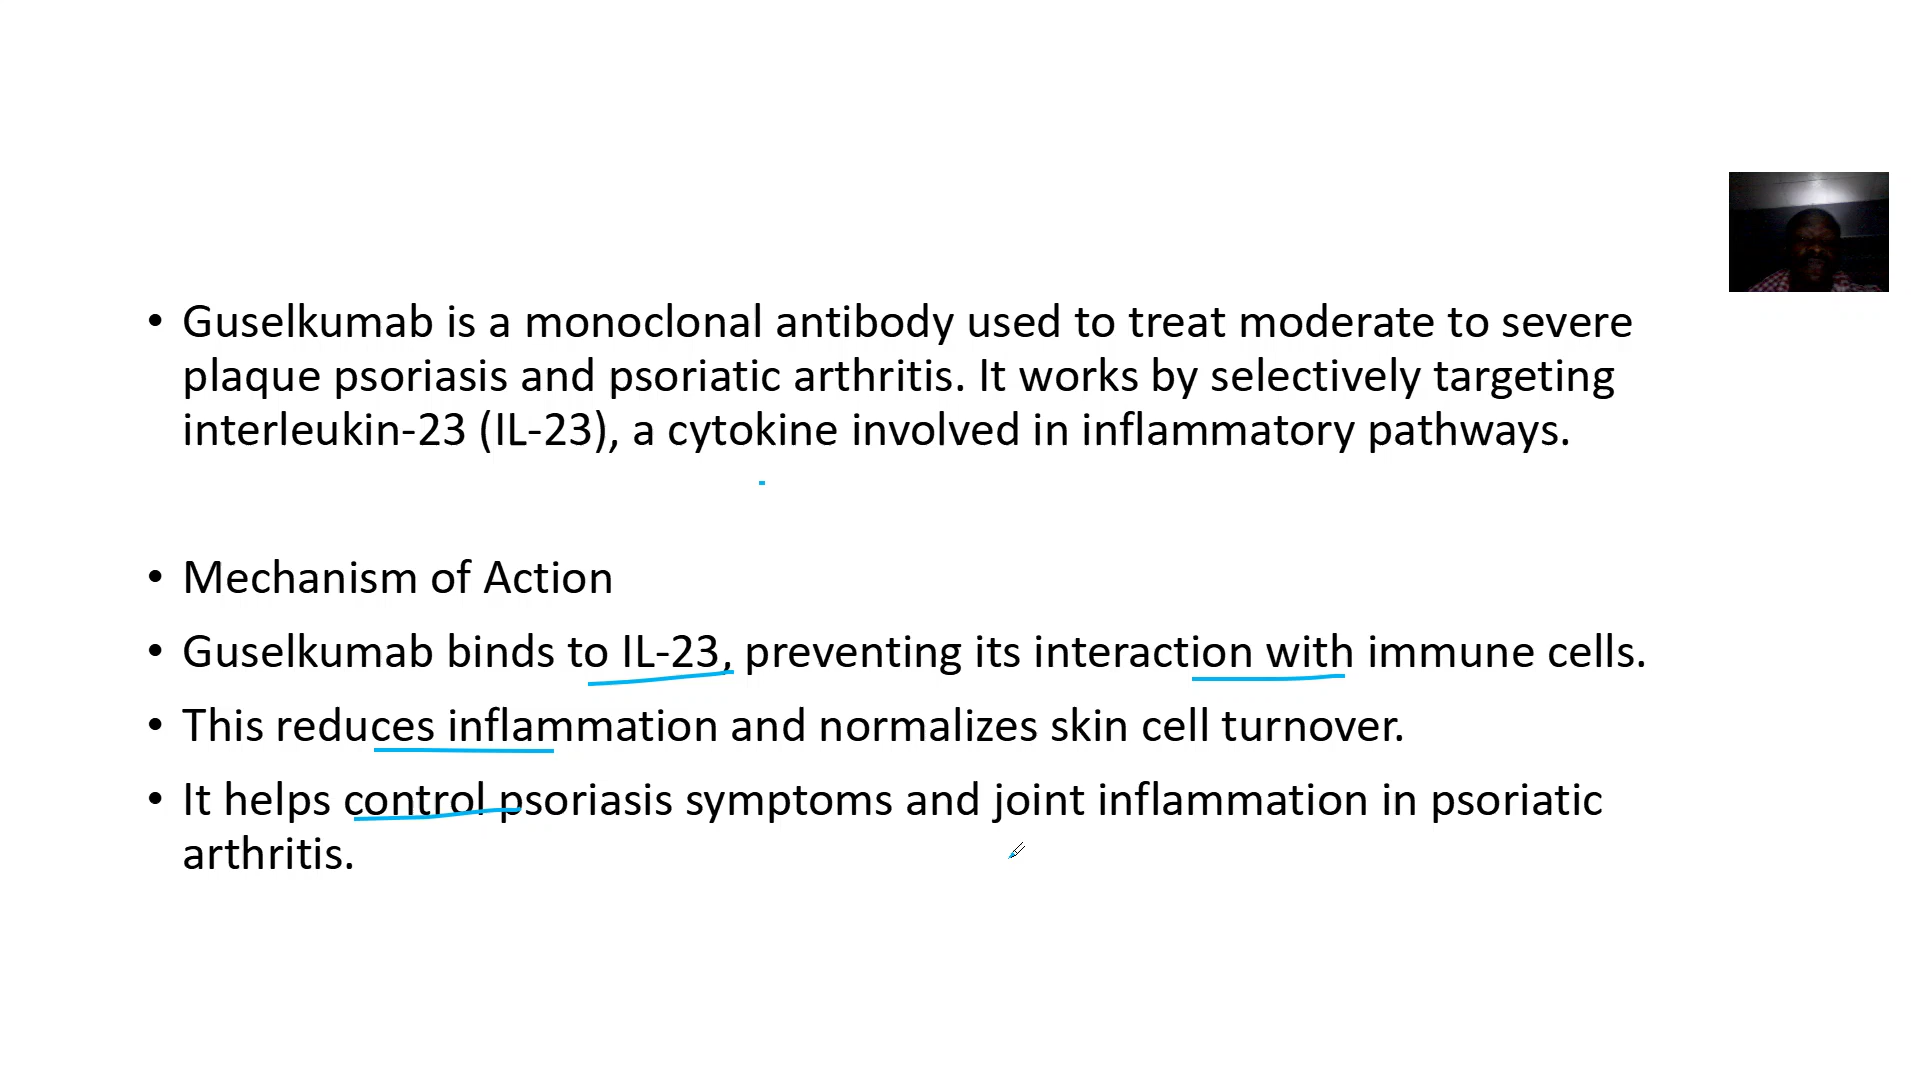 • Guselkumab is a monoclonal antibody used to treat moderate to severe
plaque psoriasis and psoriatic arthritis. It works by selectively targeting
interleukin-23 (IL-23), a cytokine involved in inflammatory pathways.
• Mechanism of Action
• Guselkumab binds to IL-23, preventing its interaction with immune cells.
• This reduces inflammation and normalizes skin cell turnover.
• It helps control psoriasis symptoms and joint inflammation in psoriatic
arthritis.